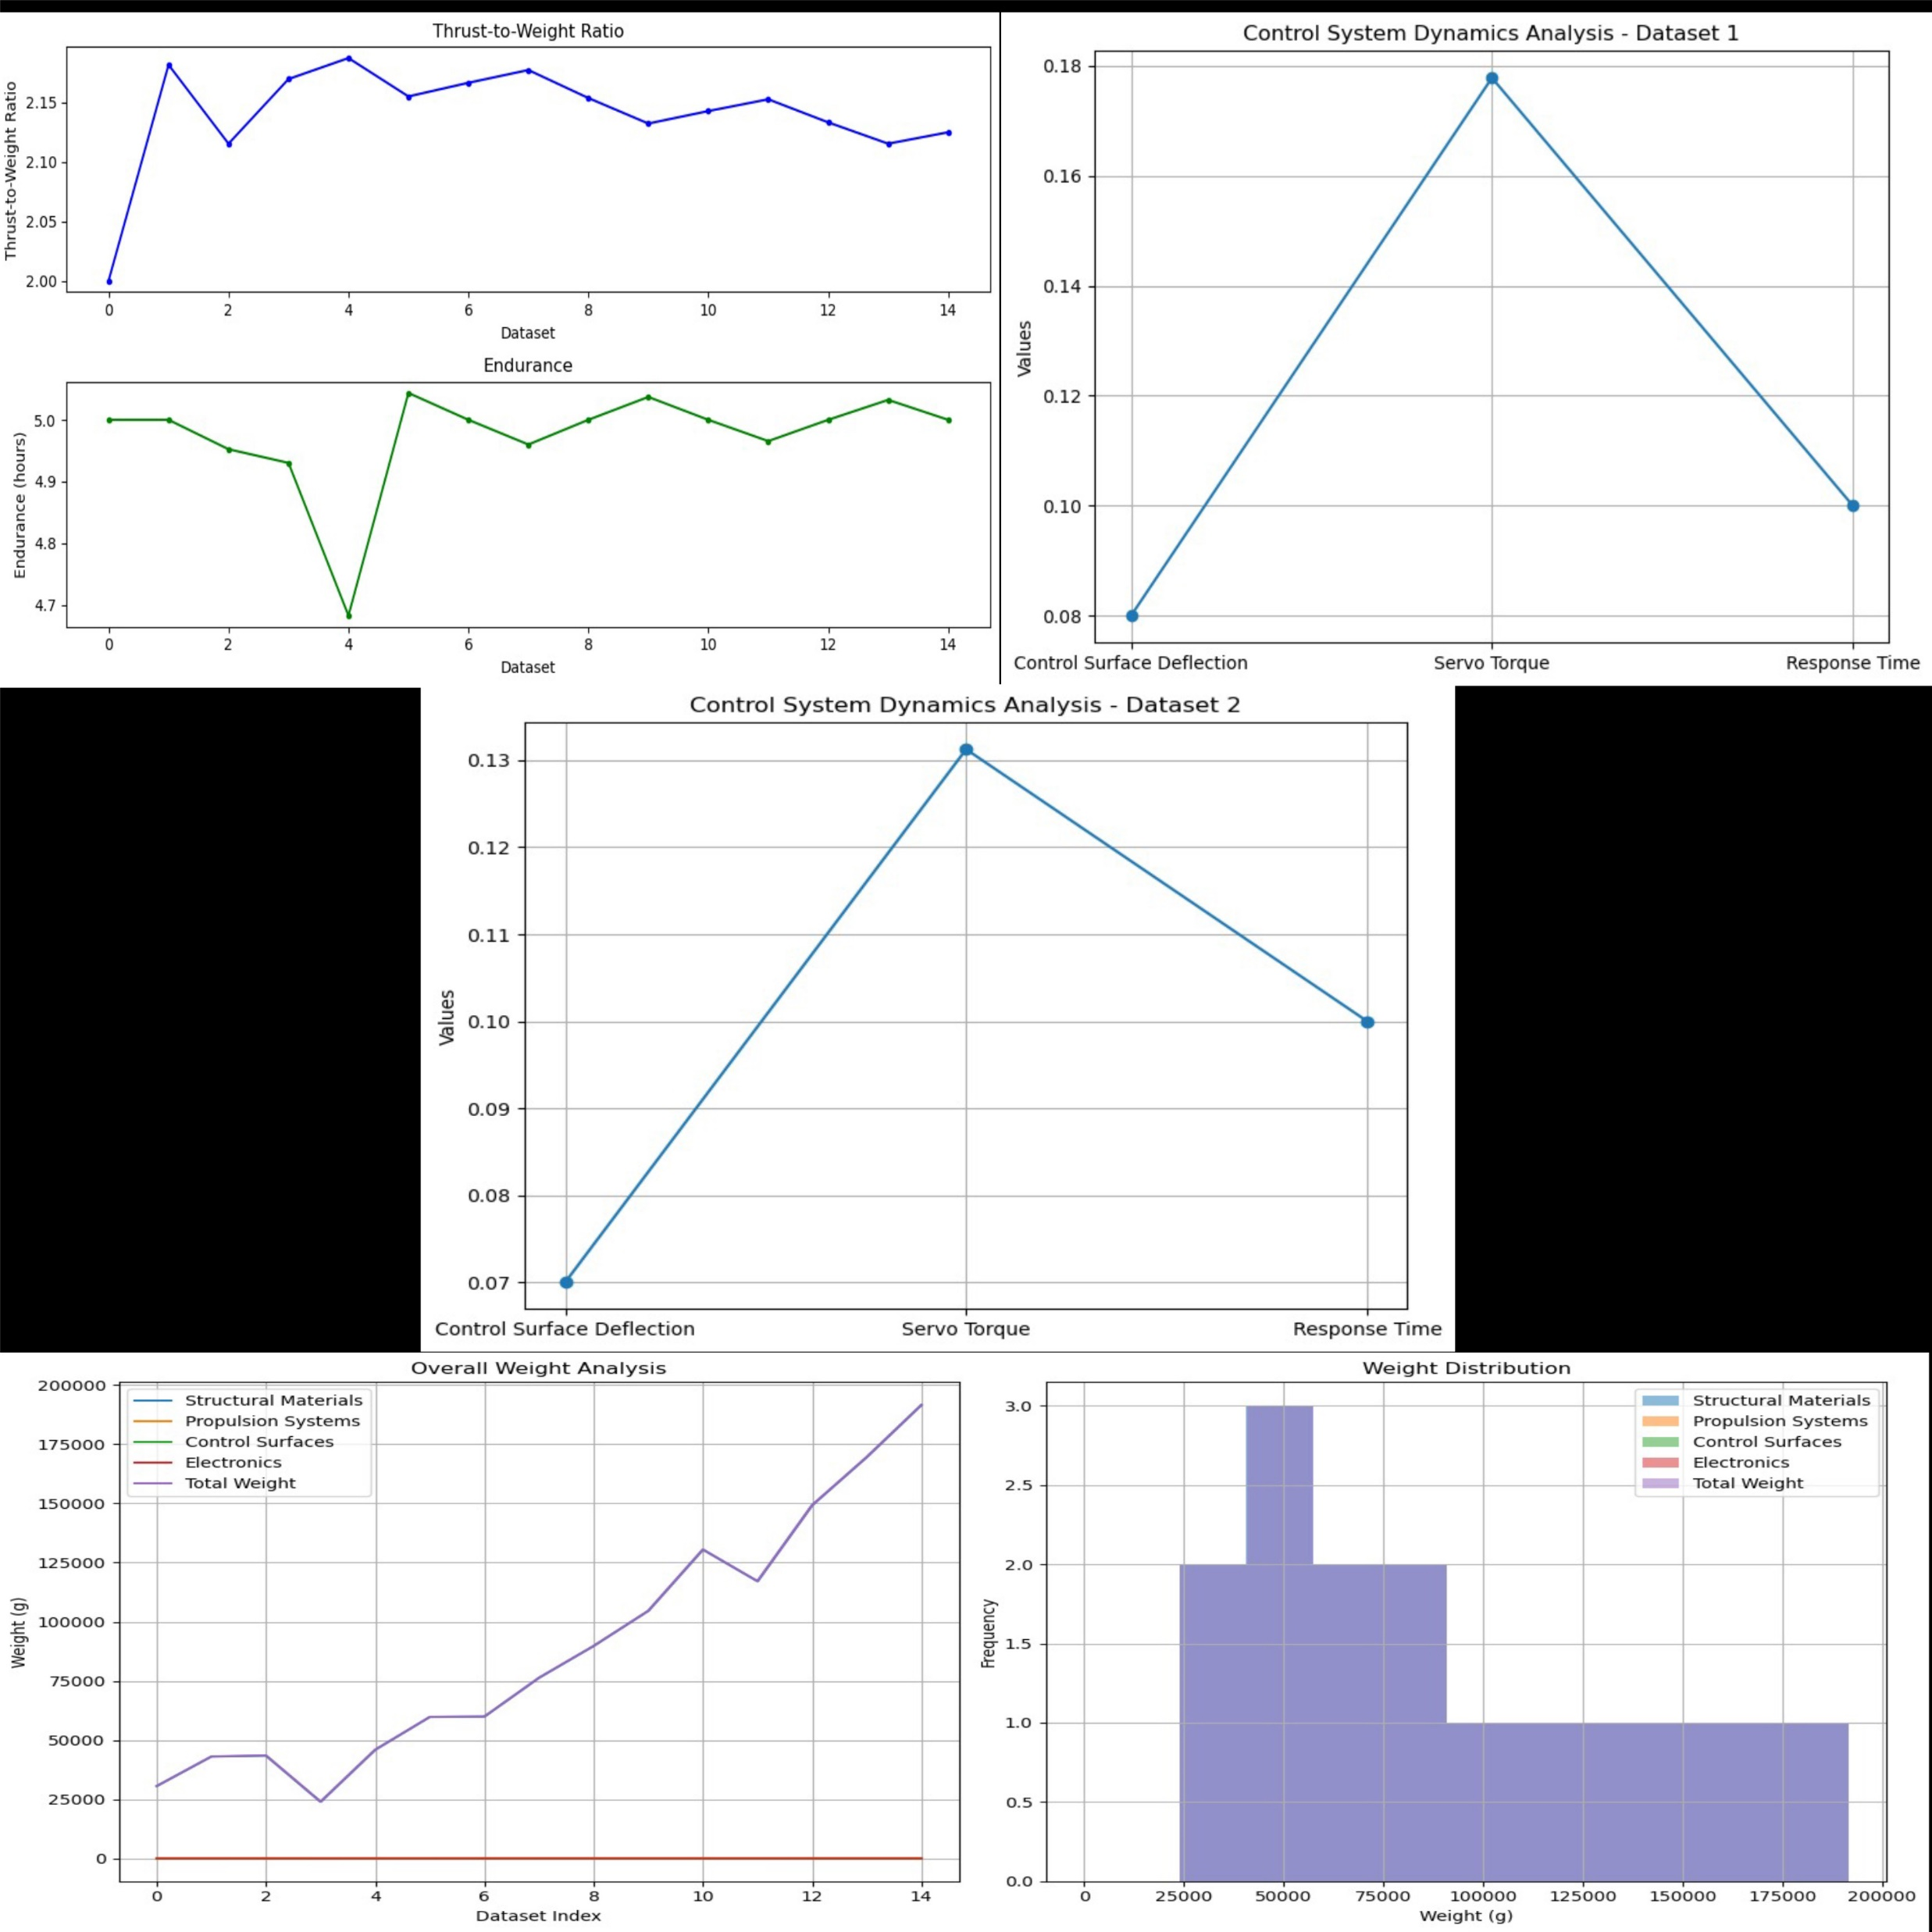 Thrust-to-Weight Ratio
Thrust-to-Weight Ratio
2.15
2.10
2.05
2.00
0 2 4 6 8 10 12 14
Dataset
Endurance
Endurance (hours)
5.0
4.9
4.8
4.7
0 2 4 6 8 10 12 14
Dataset
Control System Dynamics Analysis - Dataset 1
Values
0.18
0.16
0.14
0.12
0.10
0.08
Control Surface Deflection Servo Torque Response Time
Control System Dynamics Analysis - Dataset 2
Values
0.13
0.12
0.11
0.10
0.09
0.08
0.07
Control Surface Deflection Servo Torque Response Time
Overall Weight Analysis
Weight (g)
200000
175000
150000
125000
100000
75000
50000
25000
0
Structural Materials
Propulsion Systems
Control Surfaces
Electronics
Total Weight
0 2 4 6 8 10 12 14
Dataset Index
Weight Distribution
Frequency
3.0
2.5
2.0
1.5
1.0
0.5
0.0
Structural Materials
Propulsion Systems
Control Surfaces
Electronics
Total Weight
0 25000 50000 75000 100000 125000 150000 175000 200000
Weight (g)